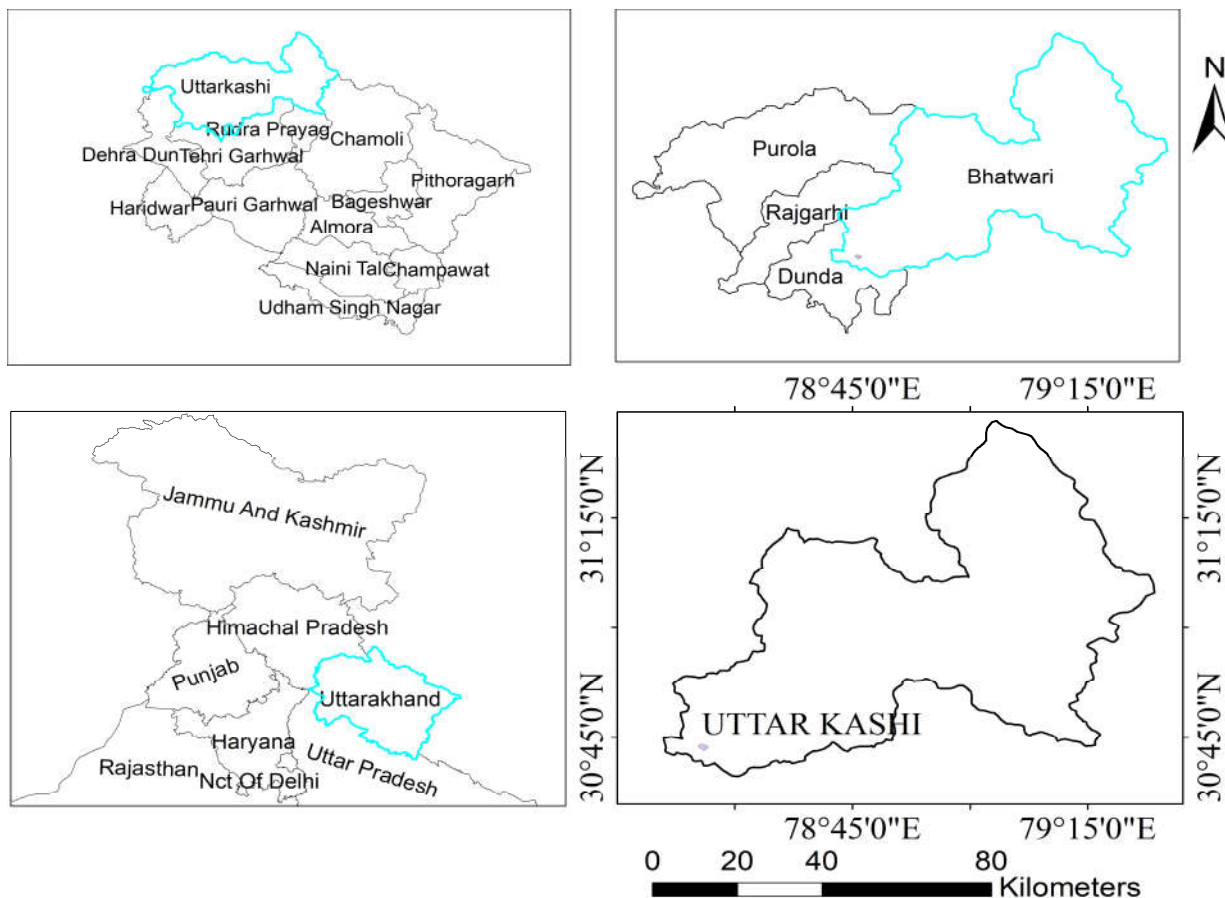 Uttarkashi
Rudra Prayag
Chamoli
Dehra Dun
Tehri Garhwal
Pithoragarh
Haridwar
Pauri Garhwal
Bageshwar
Almora
Naini Tal
Champawat
Udham Singh Nagar
N
Purola
Bhatwari
Rajgarhi
Dunda
Jammu And Kashmir
Himachal Pradesh
Punjab
Uttarakhand
Haryana
Rajasthan
Nct Of Delhi
Uttar Pradesh
78°45'0"E 79°15'0"E
31°15'0"N 31°15'0"N
UTTAR KASHI
30°45'0"N 30°45'0"N
78°45'0"E 79°15'0"E
0 20 40 80
Kilometers